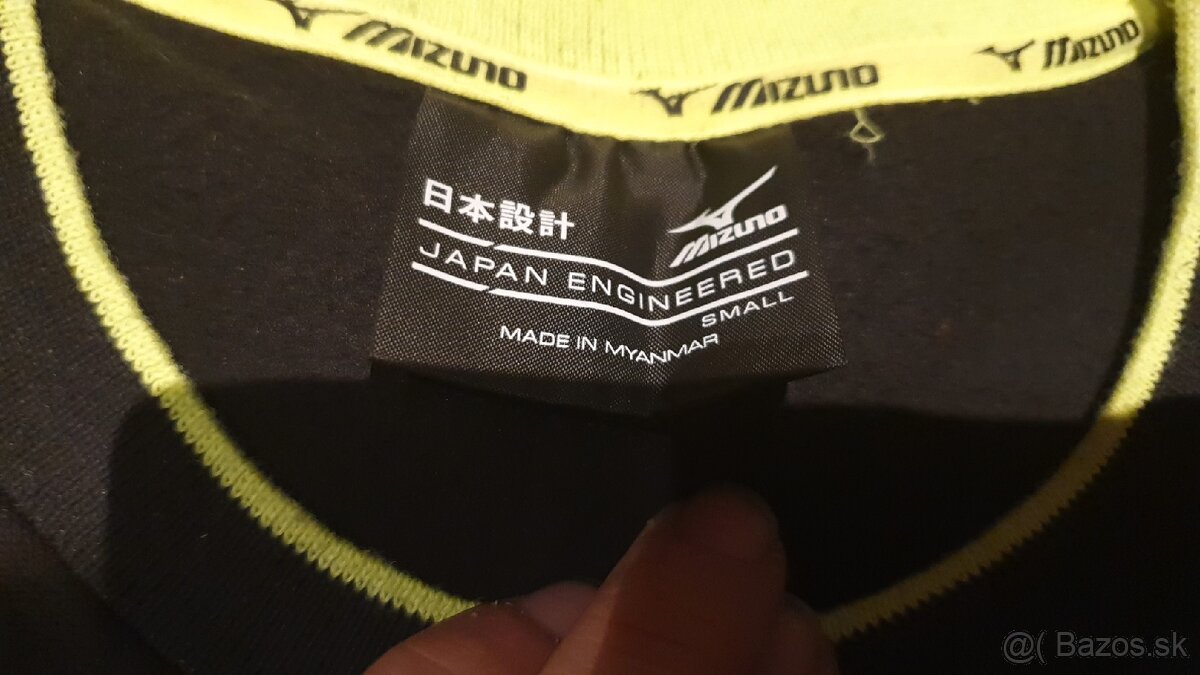 MIZUNO MIZUNO MIZUNO
日本設計
MIZUNO
JAPAN ENGINEERED
SMALL
MADE IN MYANMAR
@( Bazos.sk